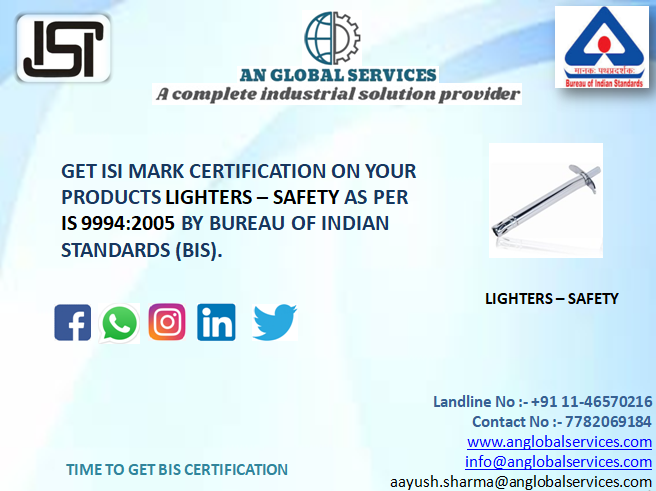 ISI
AN GLOBAL SERVICES
A complete industrial solution provider
मानकः पथप्रदर्शकः
Bureau of Indian Standards
GET ISI MARK CERTIFICATION ON YOUR
PRODUCTS LIGHTERS – SAFETY AS PER
IS 9994:2005 BY BUREAU OF INDIAN
STANDARDS (BIS).
LIGHTERS – SAFETY
Landline No :- +91 11-46570216
Contact No :- 7782069184
www.anglobalservices.com
info@anglobalservices.com
aayush.sharma@anglobalservices.com
TIME TO GET BIS CERTIFICATION